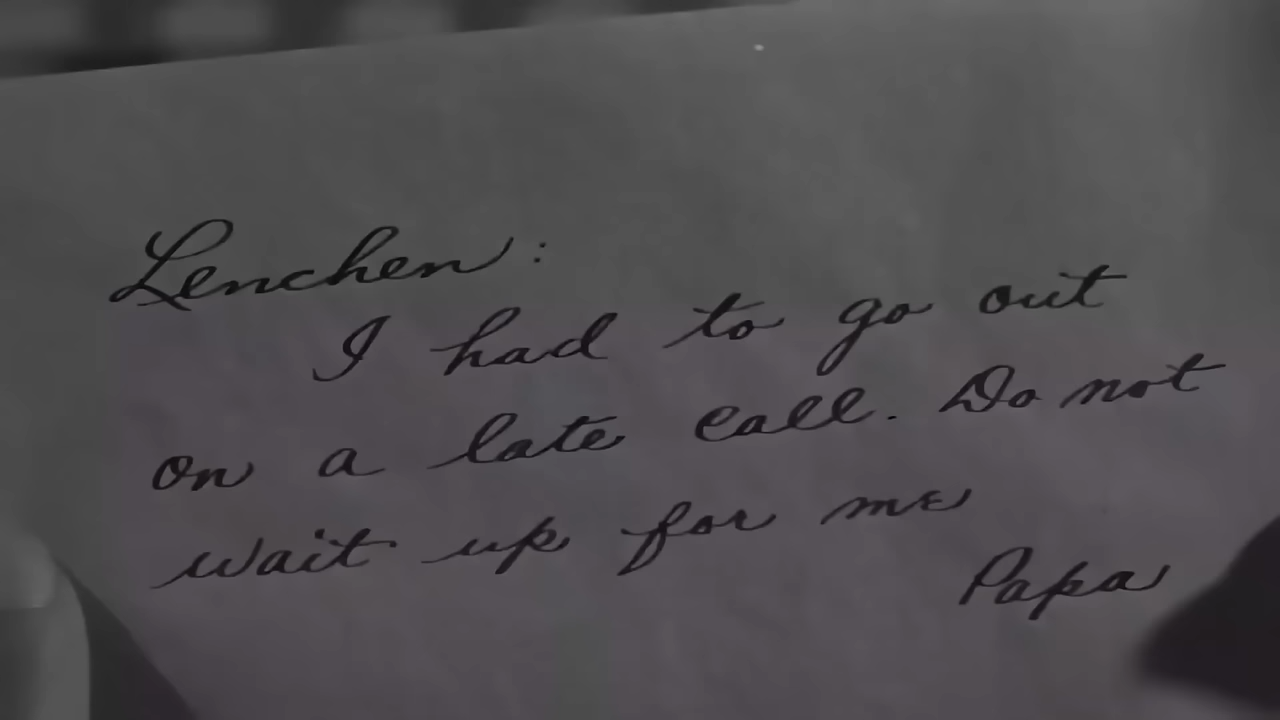 Lenchen:
I had to go out
on a late call. Do not
wait up for me
Papa